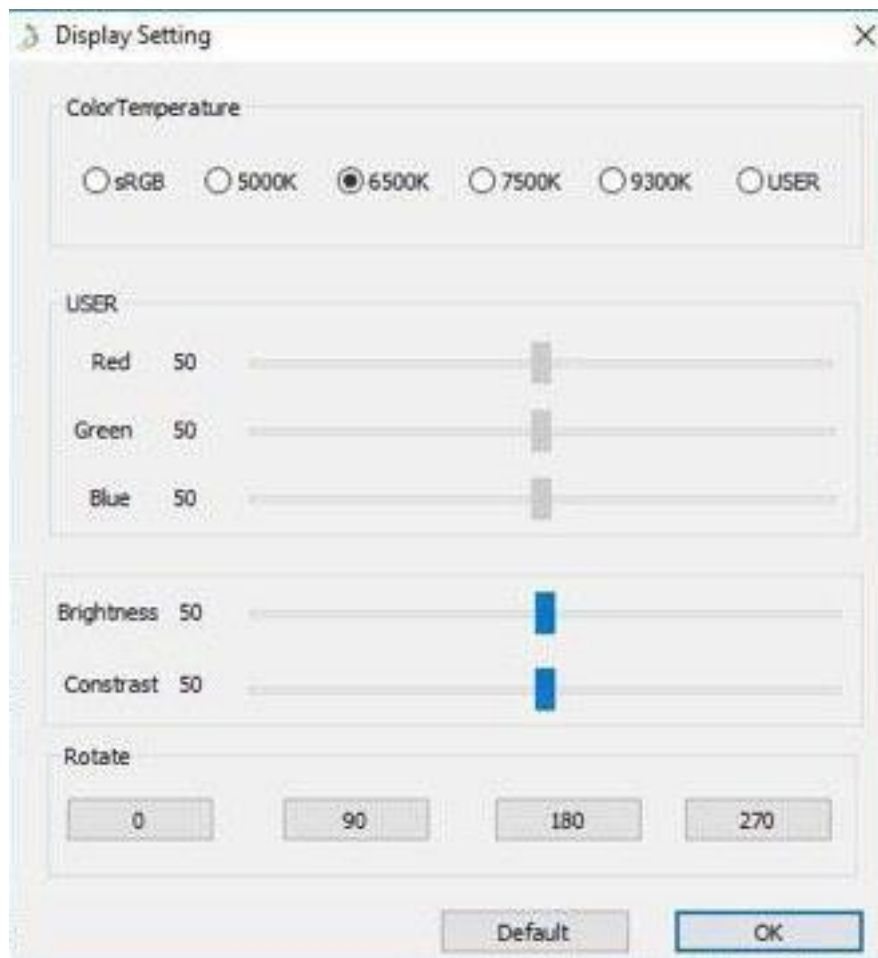 Display Setting
ColorTemperature
sRGB 5000K 6500K 7500K 9300K USER
USER
Red 50
Green 50
Blue 50
Brightness 50
Constrast 50
Rotate
0 90 180 270
Default OK